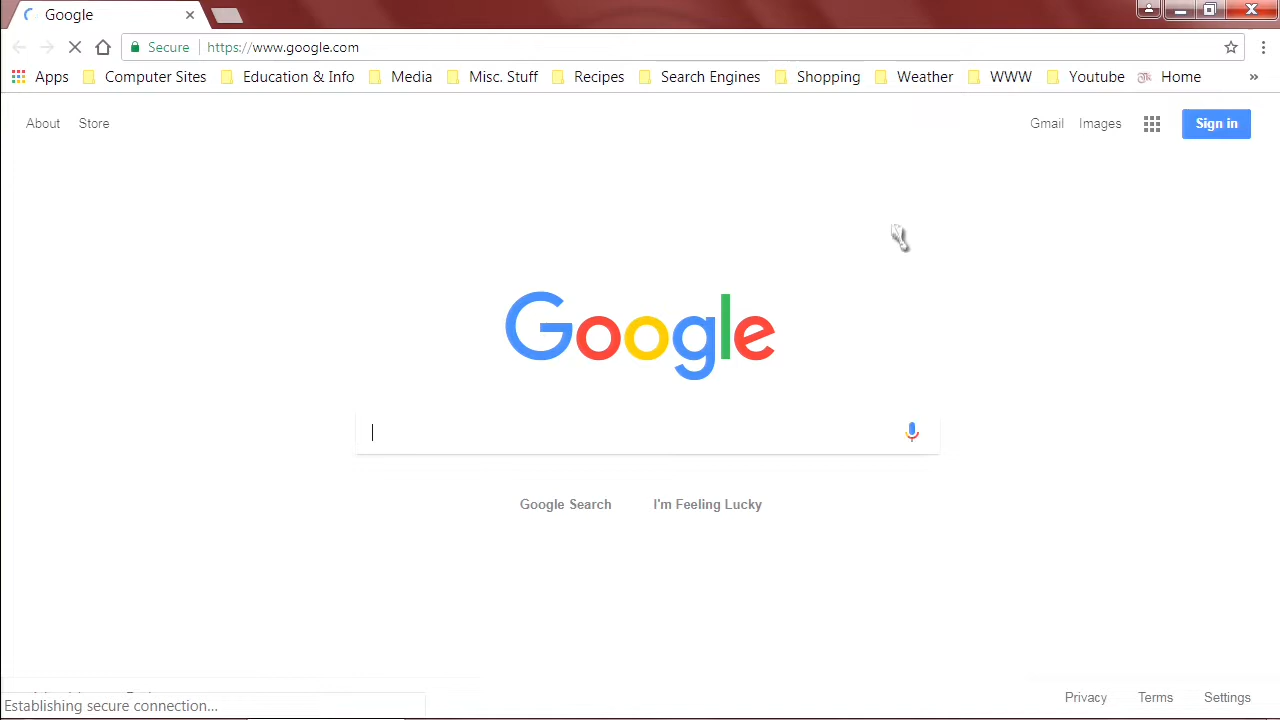 Google
Secure https://www.google.com
Apps Computer Sites Education & Info Media Misc. Stuff Recipes Search Engines Shopping Weather WWW Youtube Home »
About Store Gmail Images Sign in
Google
Google Search I'm Feeling Lucky
Privacy Terms Settings
Establishing secure connection...